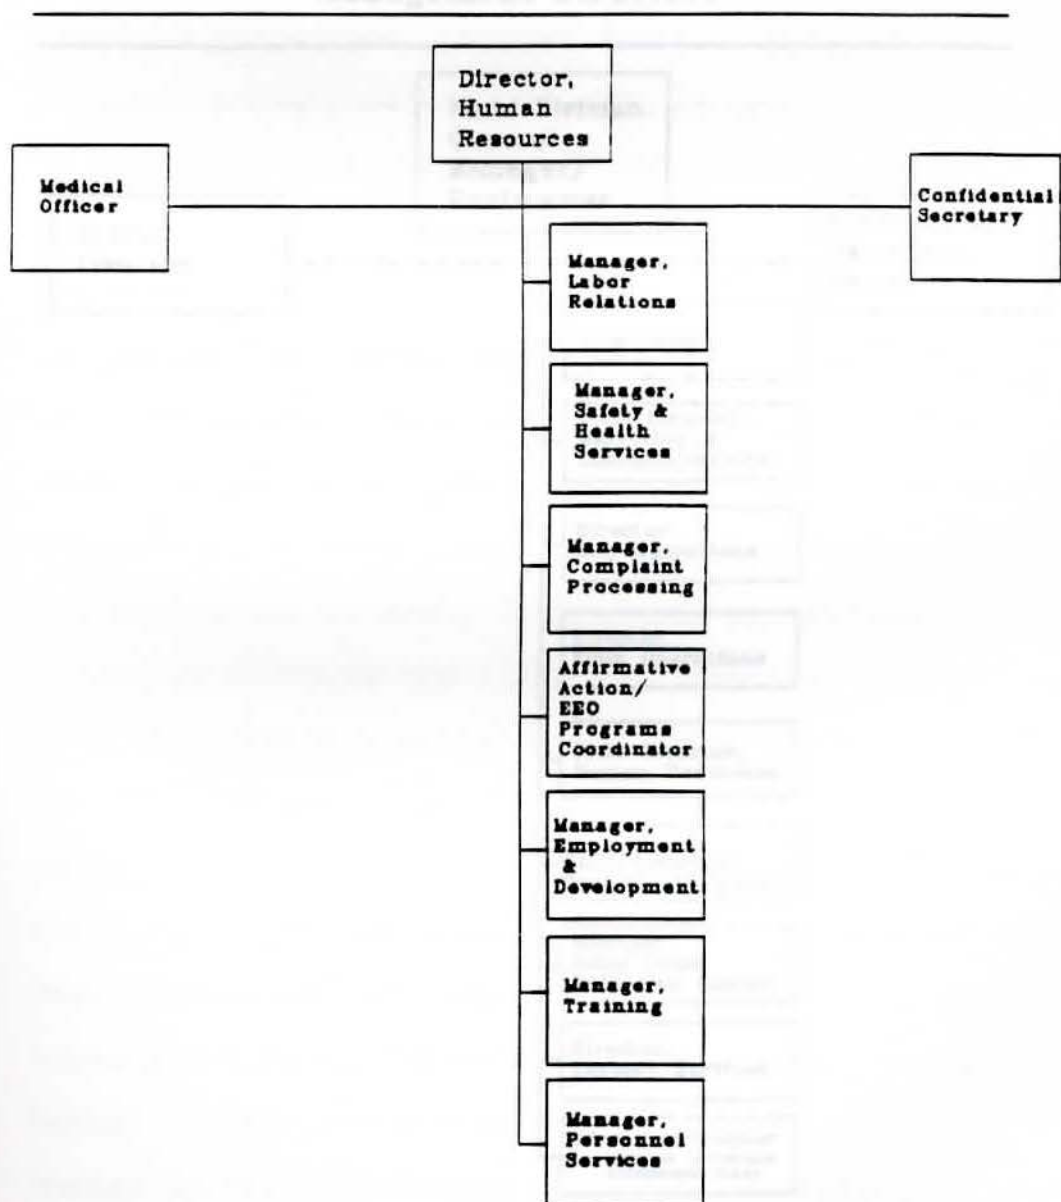 Director,
Human
Resources
Medical
Officer
Confidential
Secretary
Manager,
Labor
Relations
Manager,
Safety &
Health
Services
Manager,
Complaint
Processing
Affirmative
Action/
EEO
Programs
Coordinator
Manager,
Employment
&
Development
Manager,
Training
Manager,
Personnel
Services